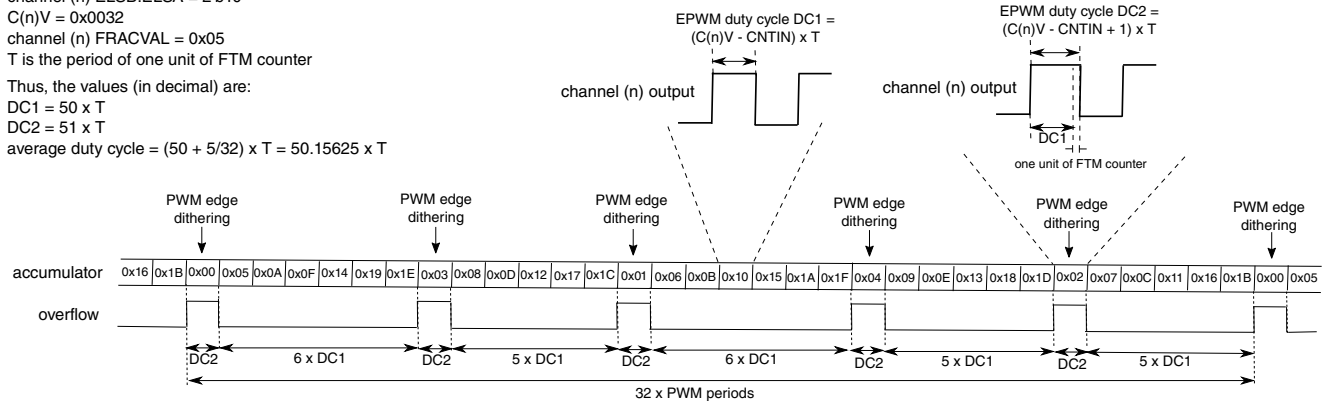 channel (n) ELSB:ELSA = 2'b10
C(n)V = 0x0032
channel (n) FRACVAL = 0x05
T is the period of one unit of FTM counter
Thus, the values (in decimal) are:
DC1 = 50 x T
DC2 = 51 x T
average duty cycle = (50 + 5/32) x T = 50.15625 x T
EPWM duty cycle DC1 =
(C(n)V - CNTIN) x T
channel (n) output
EPWM duty cycle DC2 =
(C(n)V - CNTIN + 1) x T
channel (n) output
DC1
one unit of FTM counter
PWM edge
dithering
PWM edge
dithering
PWM edge
dithering
PWM edge
dithering
PWM edge
dithering
PWM edge
dithering
accumulator 0x16 0x1B 0x00 0x05 0x0A 0x0F 0x14 0x19 0x1E 0x03 0x08 0x0D 0x12 0x17 0x1C 0x01 0x06 0x0B 0x10 0x15 0x1A 0x1F 0x04 0x09 0x0E 0x13 0x18 0x1D 0x02 0x07 0x0C 0x11 0x16 0x1B 0x00 0x05
overflow
DC2 6 x DC1 DC2 5 x DC1 DC2 6 x DC1 DC2 5 x DC1 DC2 5 x DC1
32 x PWM periods